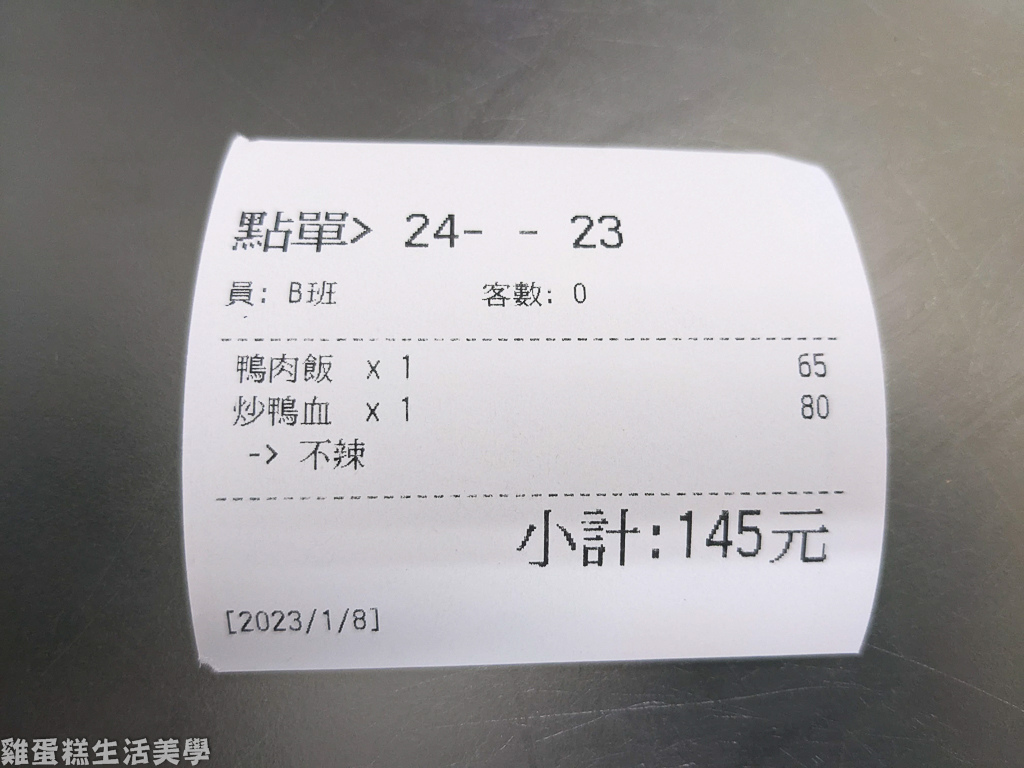 點單> 24- - 23
員: B班 客數: 0
鴨肉飯 x 1 65
炒鴨血 x 1 80
-> 不辣
小計:145元
[2023/1/8]
雞蛋糕生活美學